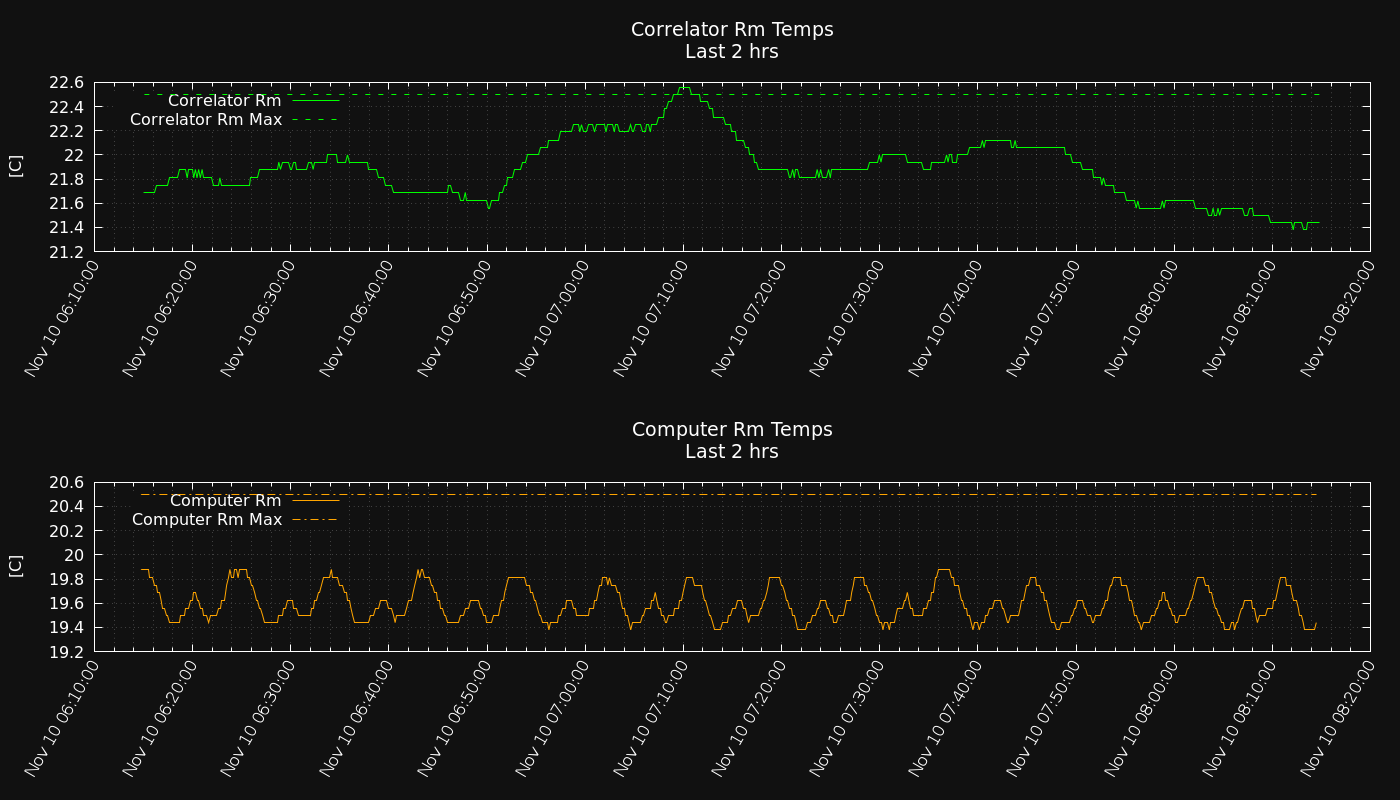 Correlator Rm Temps
Last 2 hrs
22.6
22.4
22.2
22
21.8
21.6
21.4
21.2
[C]
Correlator Rm
Correlator Rm Max
Nov 10 06:10:00
Nov 10 06:20:00
Nov 10 06:30:00
Nov 10 06:40:00
Nov 10 06:50:00
Nov 10 07:00:00
Nov 10 07:10:00
Nov 10 07:20:00
Nov 10 07:30:00
Nov 10 07:40:00
Nov 10 07:50:00
Nov 10 08:00:00
Nov 10 08:10:00
Nov 10 08:20:00
Computer Rm Temps
Last 2 hrs
20.6
20.4
20.2
20
19.8
19.6
19.4
19.2
[C]
Computer Rm
Computer Rm Max
Nov 10 06:10:00
Nov 10 06:20:00
Nov 10 06:30:00
Nov 10 06:40:00
Nov 10 06:50:00
Nov 10 07:00:00
Nov 10 07:10:00
Nov 10 07:20:00
Nov 10 07:30:00
Nov 10 07:40:00
Nov 10 07:50:00
Nov 10 08:00:00
Nov 10 08:10:00
Nov 10 08:20:00